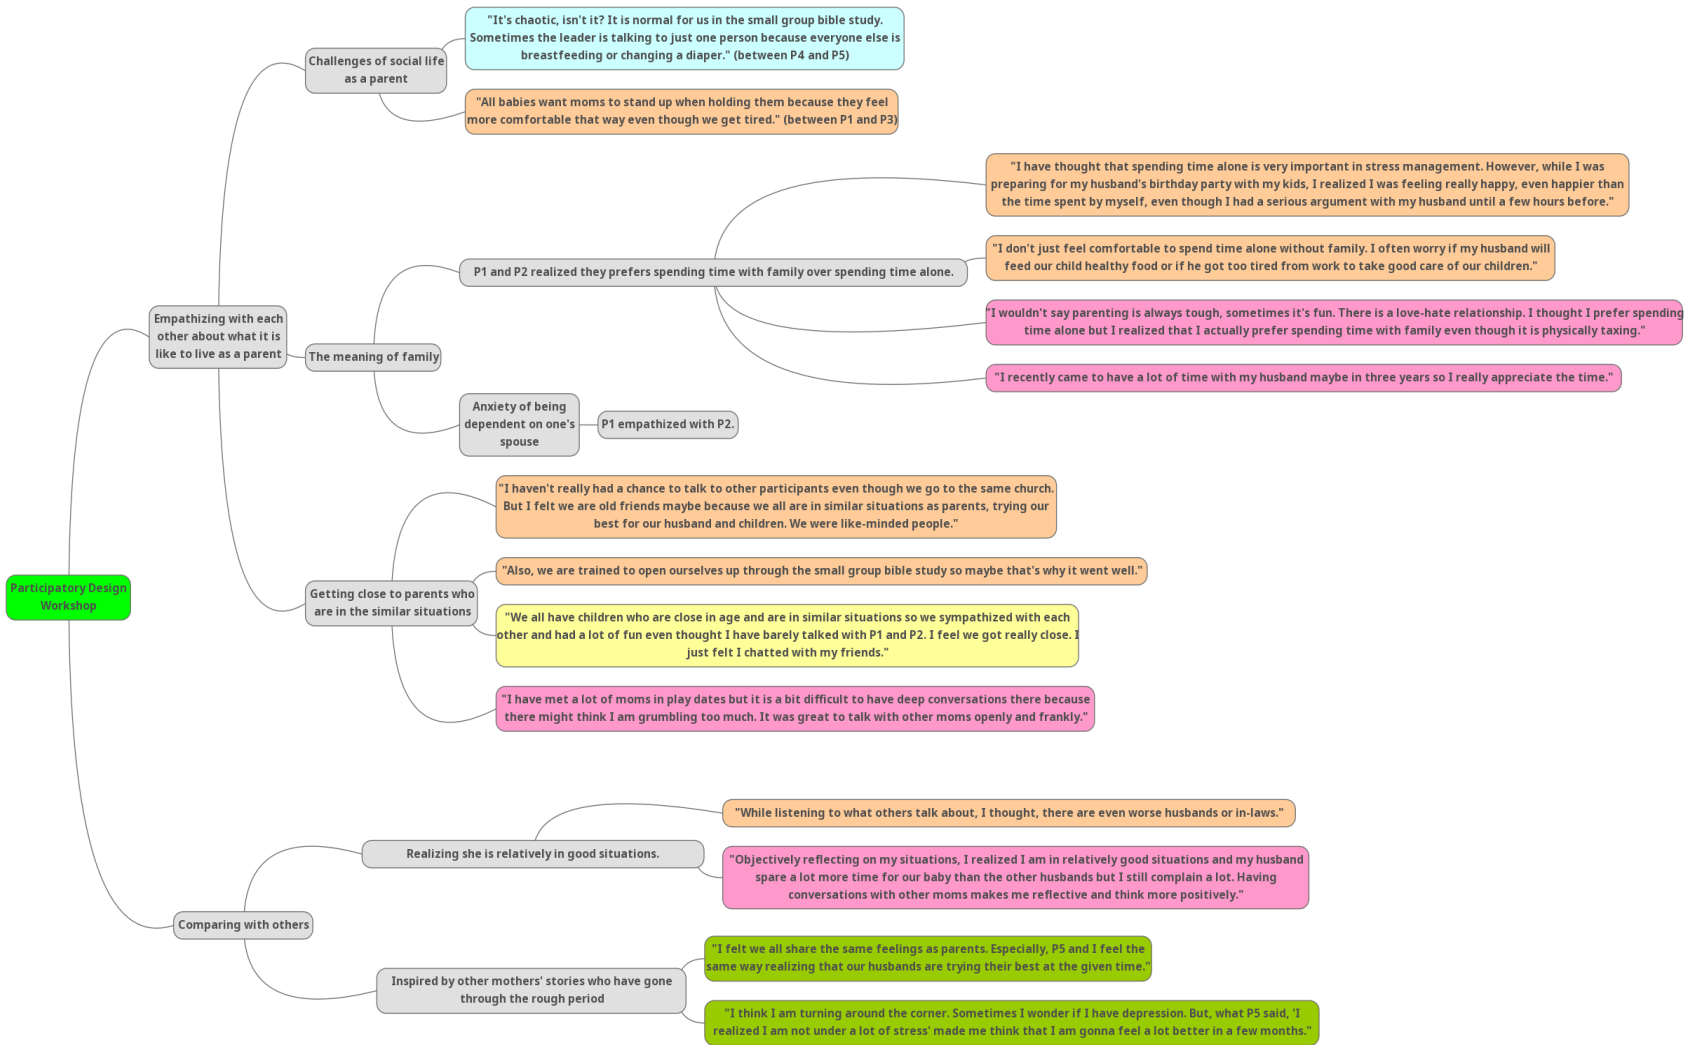 "It's chaotic, isn't it? It is normal for us in the small group bible study.
Sometimes the leader is talking to just one person because everyone else is
breastfeeding or changing a diaper." (between P4 and P5)
Challenges of social life
as a parent
"All babies want moms to stand up when holding them because they feel
more comfortable that way even though we get tired." (between P1 and P3)
"I have thought that spending time alone is very important in stress management. However, while I was
preparing for my husband's birthday party with my kids, I realized I was feeling really happy, even happier than
the time spent by myself, even though I had a serious argument with my husband until a few hours before."
P1 and P2 realized they prefers spending time with family over spending time alone.
"I don't just feel comfortable to spend time alone without family. I often worry if my husband will
feed our child healthy food or if he got too tired from work to take good care of our children."
"I wouldn't say parenting is always tough, sometimes it's fun. There is a love-hate relationship. I thought I prefer spending
time alone but I realized that I actually prefer spending time with family even though it is physically taxing."
"I recently came to have a lot of time with my husband maybe in three years so I really appreciate the time."
Empathizing with each
other about what it is
like to live as a parent
The meaning of family
Anxiety of being
dependent on one's
spouse
P1 empathized with P2.
"I haven't really had a chance to talk to other participants even though we go to the same church.
But I felt we are old friends maybe because we all are in similar situations as parents, trying our
best for our husband and children. We were like-minded people."
"Also, we are trained to open ourselves up through the small group bible study so maybe that's why it went well."
Getting close to parents who
are in the similar situations
"We all have children who are close in age and are in similar situations so we sympathized with each
other and had a lot of fun even thought I have barely talked with P1 and P2. I feel we got really close. I
just felt I chatted with my friends."
"I have met a lot of moms in play dates but it is a bit difficult to have deep conversations there because
there might think I am grumbling too much. It was great to talk with other moms openly and frankly."
Participatory Design
Workshop
"While listening to what others talk about, I thought, there are even worse husbands or in-laws."
Realizing she is relatively in good situations.
"Objectively reflecting on my situations, I realized I am in relatively good situations and my husband
spare a lot more time for our baby than the other husbands but I still complain a lot. Having
conversations with other moms makes me reflective and think more positively."
Comparing with others
"I felt we all share the same feelings as parents. Especially, P5 and I feel the
same way realizing that our husbands are trying their best at the given time."
Inspired by other mothers' stories who have gone
through the rough period
"I think I am turning around the corner. Sometimes I wonder if I have depression. But, what P5 said, 'I
realized I am not under a lot of stress' made me think that I am gonna feel a lot better in a few months."